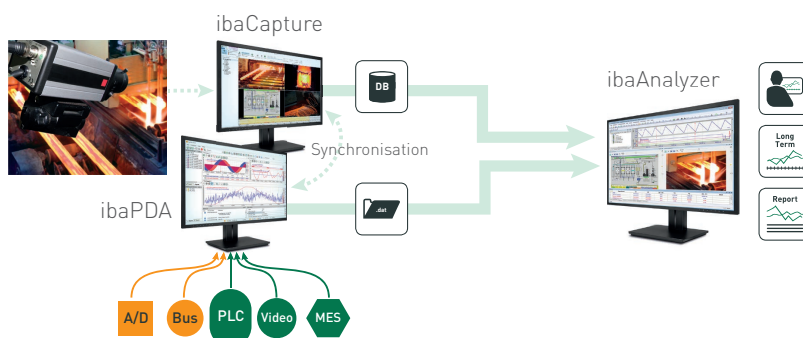 ibaCapture
DB
ibaAnalyzer
Long
Term
Synchronisation
ibaPDA
.dat
Report
A/D
Bus
PLC
Video
MES